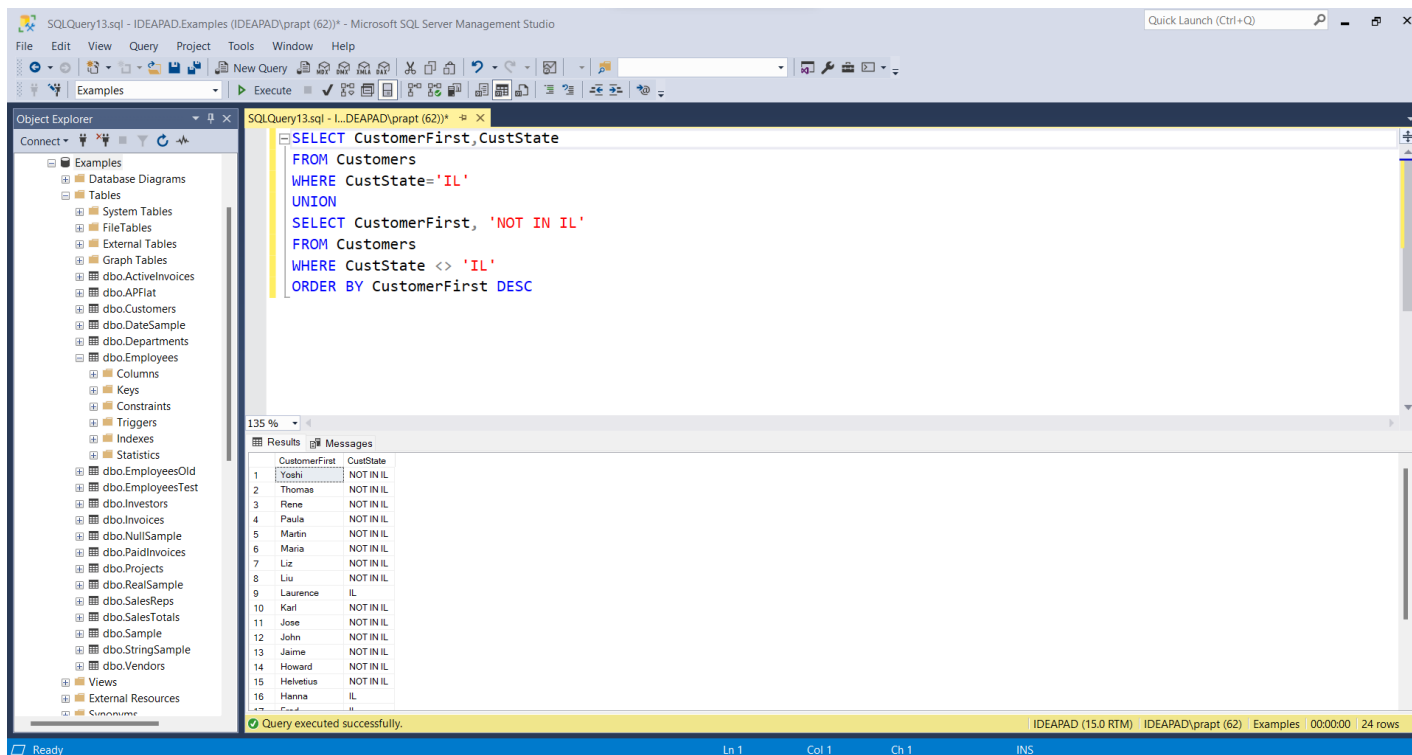 SQLQuery13.sql - IDEAPAD.Examples (IDEAPAD\prapt (62))* - Microsoft SQL Server Management Studio
Quick Launch (Ctrl+Q)
File Edit View Query Project Tools Window Help
New Query MDX DMX XMLA DAX
Examples Execute
Object Explorer
Connect
Examples
Database Diagrams
Tables
System Tables
FileTables
External Tables
Graph Tables
dbo.ActiveInvoices
dbo.APFlat
dbo.Customers
dbo.DateSample
dbo.Departments
dbo.Employees
Columns
Keys
Constraints
Triggers
Indexes
Statistics
dbo.EmployeesOld
dbo.EmployeesTest
dbo.Investors
dbo.Invoices
dbo.NullSample
dbo.PaidInvoices
dbo.Projects
dbo.RealSample
dbo.SalesReps
dbo.SalesTotals
dbo.Sample
dbo.StringSample
dbo.Vendors
Views
External Resources
Synonyms
SQLQuery13.sql - I...DEAPAD\prapt (62))*
SELECT CustomerFirst,CustState
FROM Customers
WHERE CustState='IL'
UNION
SELECT CustomerFirst, 'NOT IN IL'
FROM Customers
WHERE CustState <> 'IL'
ORDER BY CustomerFirst DESC
135 %
Results Messages
CustomerFirst CustState
1 Yoshi NOT IN IL
2 Thomas NOT IN IL
3 Rene NOT IN IL
4 Paula NOT IN IL
5 Martin NOT IN IL
6 Maria NOT IN IL
7 Liz NOT IN IL
8 Liu NOT IN IL
9 Laurence IL
10 Karl NOT IN IL
11 Jose NOT IN IL
12 John NOT IN IL
13 Jaime NOT IN IL
14 Howard NOT IN IL
15 Helvetius NOT IN IL
16 Hanna IL
17 Fred IL
Query executed successfully.
IDEAPAD (15.0 RTM) IDEAPAD\prapt (62) Examples 00:00:00 24 rows
Ready Ln 1 Col 1 Ch 1 INS